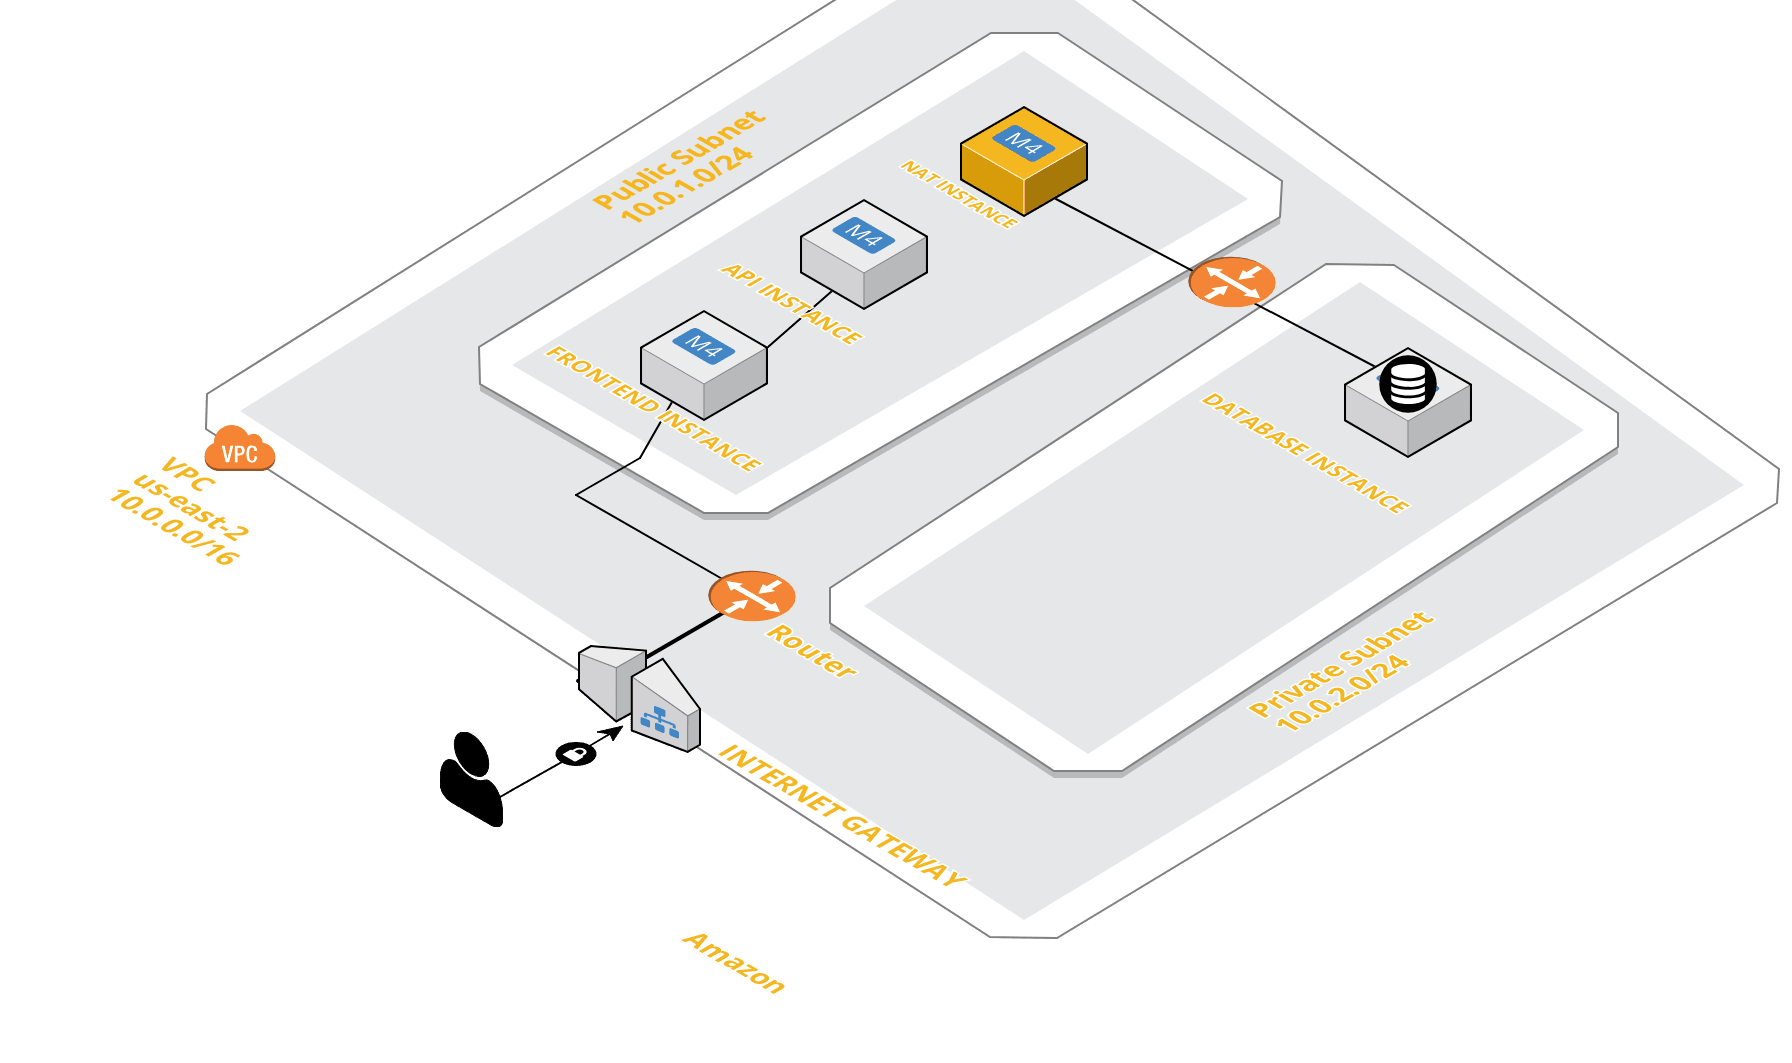 Public Subnet
10.0.1.0/24
M4
NAT INSTANCE
M4
API INSTANCE
M4
FRONTEND INSTANCE
DATABASE INSTANCE
VPC
VPC
us-east-2
10.0.0.0/16
Router
Private Subnet
10.0.2.0/24
INTERNET GATEWAY
Amazon